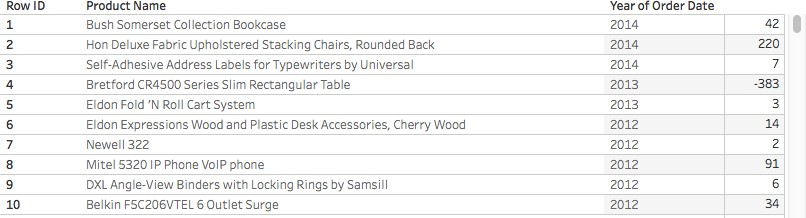 Row ID Product Name Year of Order Date
1 Bush Somerset Collection Bookcase 2014 42
2 Hon Deluxe Fabric Upholstered Stacking Chairs, Rounded Back 2014 220
3 Self-Adhesive Address Labels for Typewriters by Universal 2014 7
4 Bretford CR4500 Series Slim Rectangular Table 2013 -383
5 Eldon Fold 'N Roll Cart System 2013 3
6 Eldon Expressions Wood and Plastic Desk Accessories, Cherry Wood 2012 14
7 Newell 322 2012 2
8 Mitel 5320 IP Phone VoIP phone 2012 91
9 DXL Angle-View Binders with Locking Rings by Samsill 2012 6
10 Belkin F5C206VTEL 6 Outlet Surge 2012 34